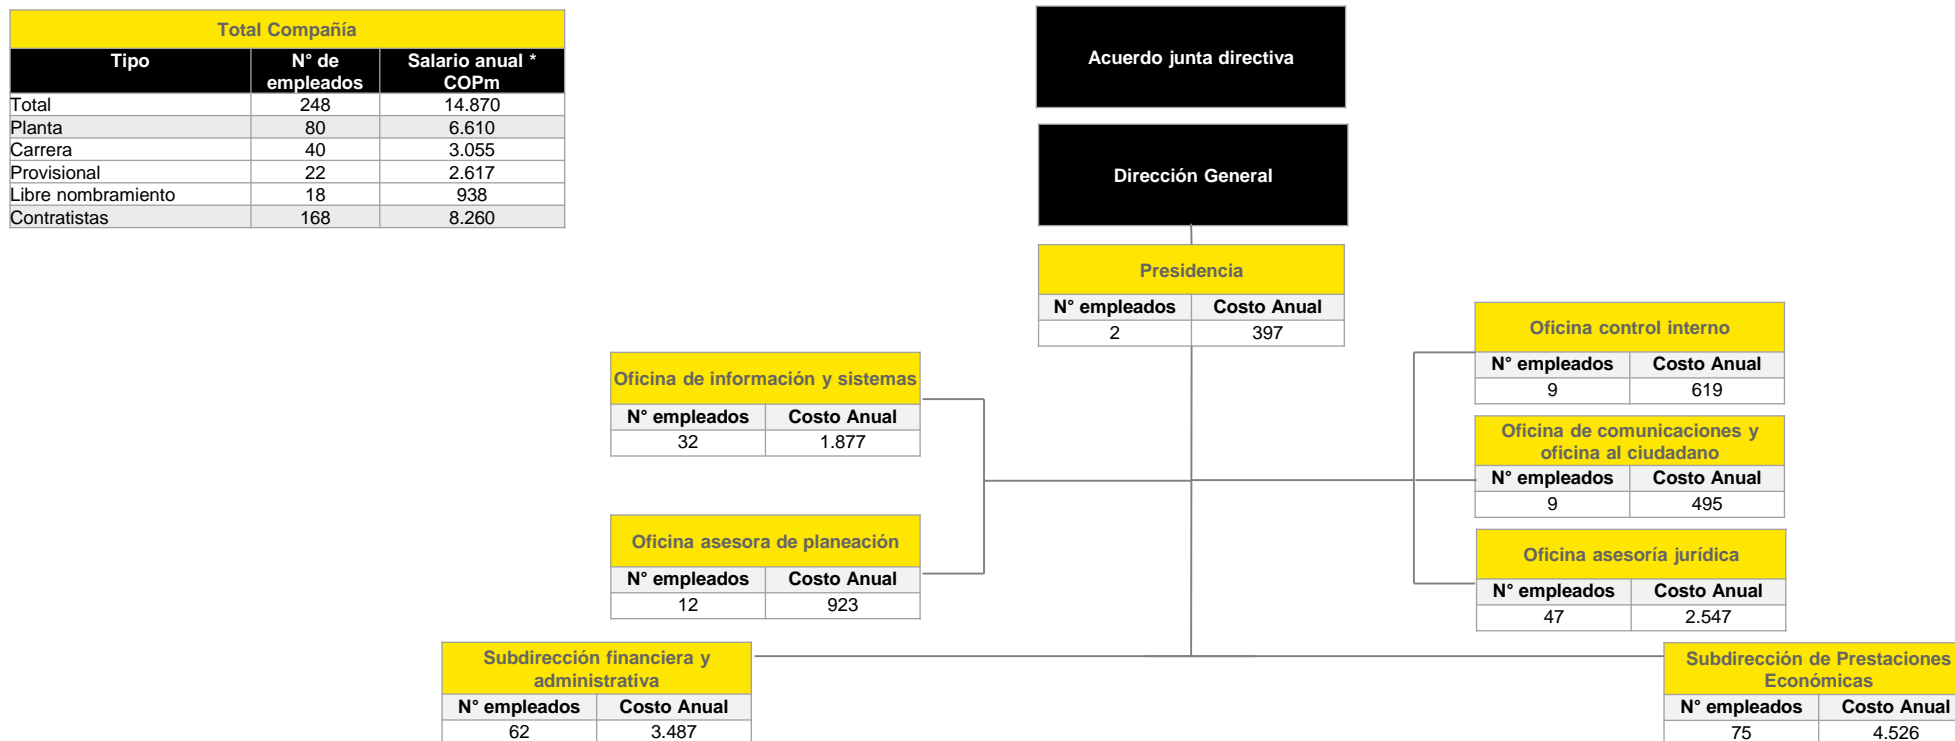 Total Compañía
Tipo N° de empleados Salario anual * COPm
Total 248 14.870
Planta 80 6.610
Carrera 40 3.055
Provisional 22 2.617
Libre nombramiento 18 938
Contratistas 168 8.260
Acuerdo junta directiva
Dirección General
Presidencia
N° empleados Costo Anual
2 397
Oficina de información y sistemas
N° empleados Costo Anual
32 1.877
Oficina asesora de planeación
N° empleados Costo Anual
12 923
Oficina control interno
N° empleados Costo Anual
9 619
Oficina de comunicaciones y
oficina al ciudadano
N° empleados Costo Anual
9 495
Oficina asesoría jurídica
N° empleados Costo Anual
47 2.547
Subdirección financiera y
administrativa
N° empleados Costo Anual
62 3.487
Subdirección de Prestaciones
Económicas
N° empleados Costo Anual
75 4.526